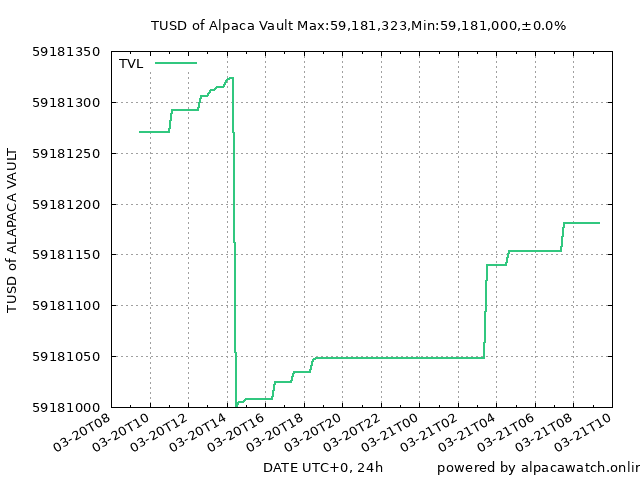 TUSD of Alpaca Vault Max:59,181,323,Min:59,181,000,±0.0%
TUSD of ALAPACA VAULT
TVL
59181350
59181300
59181250
59181200
59181150
59181100
59181050
59181000
03-20T08
03-20T10
03-20T12
03-20T14
03-20T16
03-20T18
03-20T20
03-20T22
03-21T00
03-21T02
03-21T04
03-21T06
03-21T08
03-21T10
DATE UTC+0, 24h
powered by alpacawatch.onlin